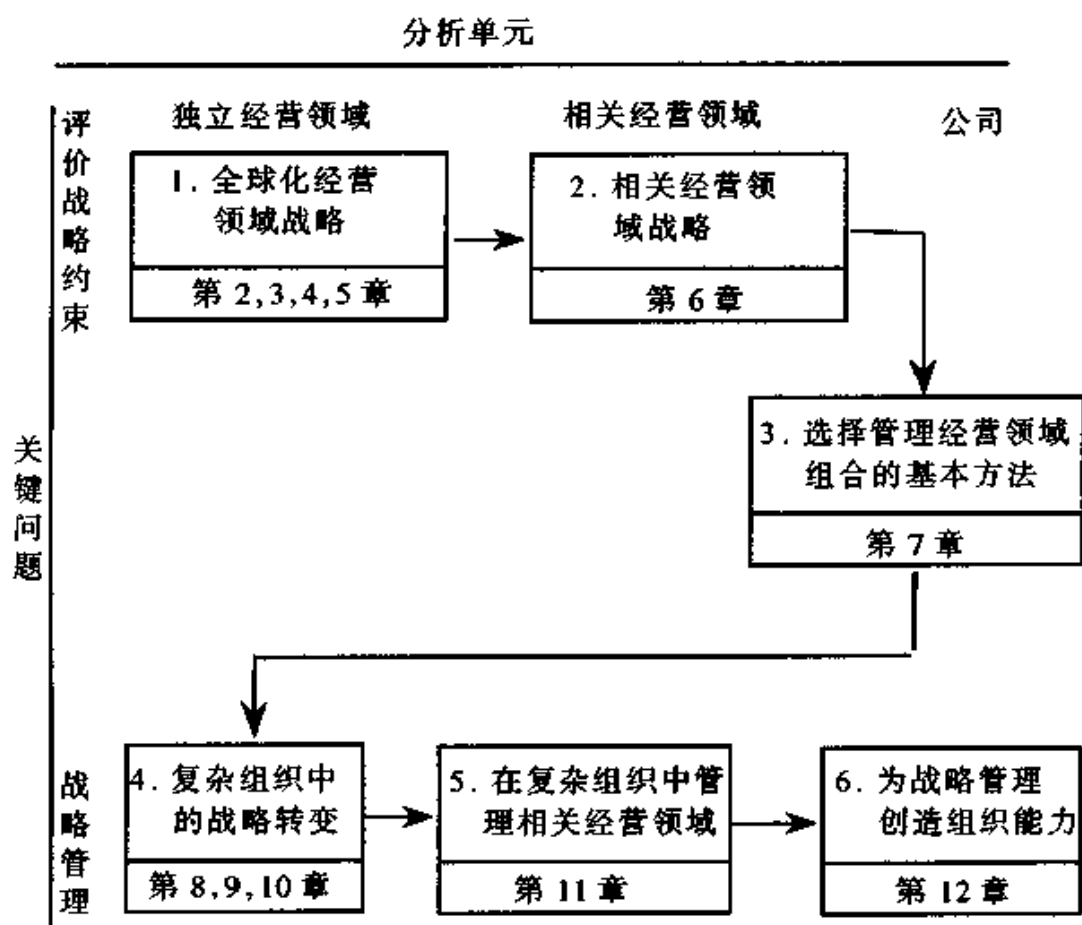 分析单元
独立经营领域
相关经营领域
公司
评价战略约束
1. 全球化经营
领域战略
第 2,3,4,5 章
2. 相关经营领
域战略
第 6 章
3. 选择管理经营领域
组合的基本方法
第 7 章
关键问题
战略管理
4. 复杂组织中
的战略转变
第 8,9,10 章
5. 在复杂组织中管
理相关经营领域
第 11 章
6. 为战略管理
创造组织能力
第 12 章